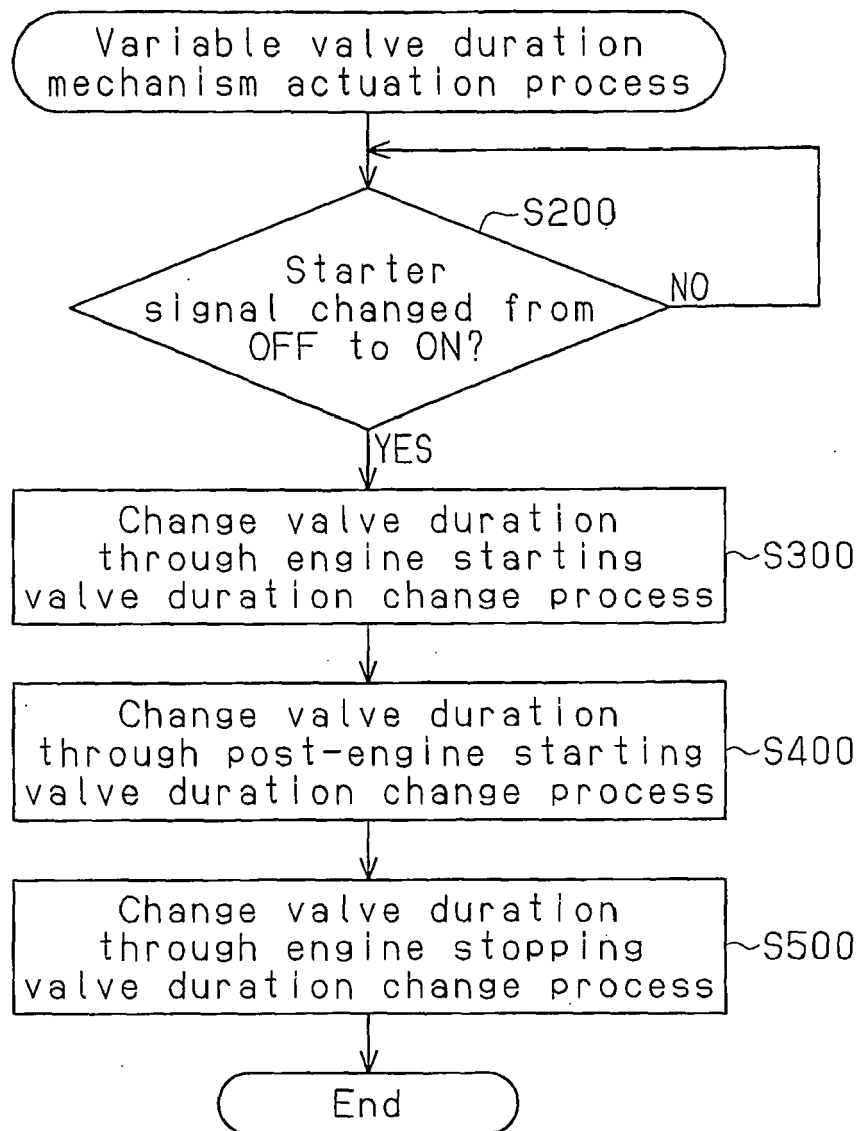 Variable valve duration
mechanism actuation process
S200
Starter
signal changed from
OFF to ON?
NO
YES
Change valve duration
through engine starting
valve duration change process
S300
Change valve duration
through post-engine starting
valve duration change process
S400
Change valve duration
through engine stopping
valve duration change process
S500
End